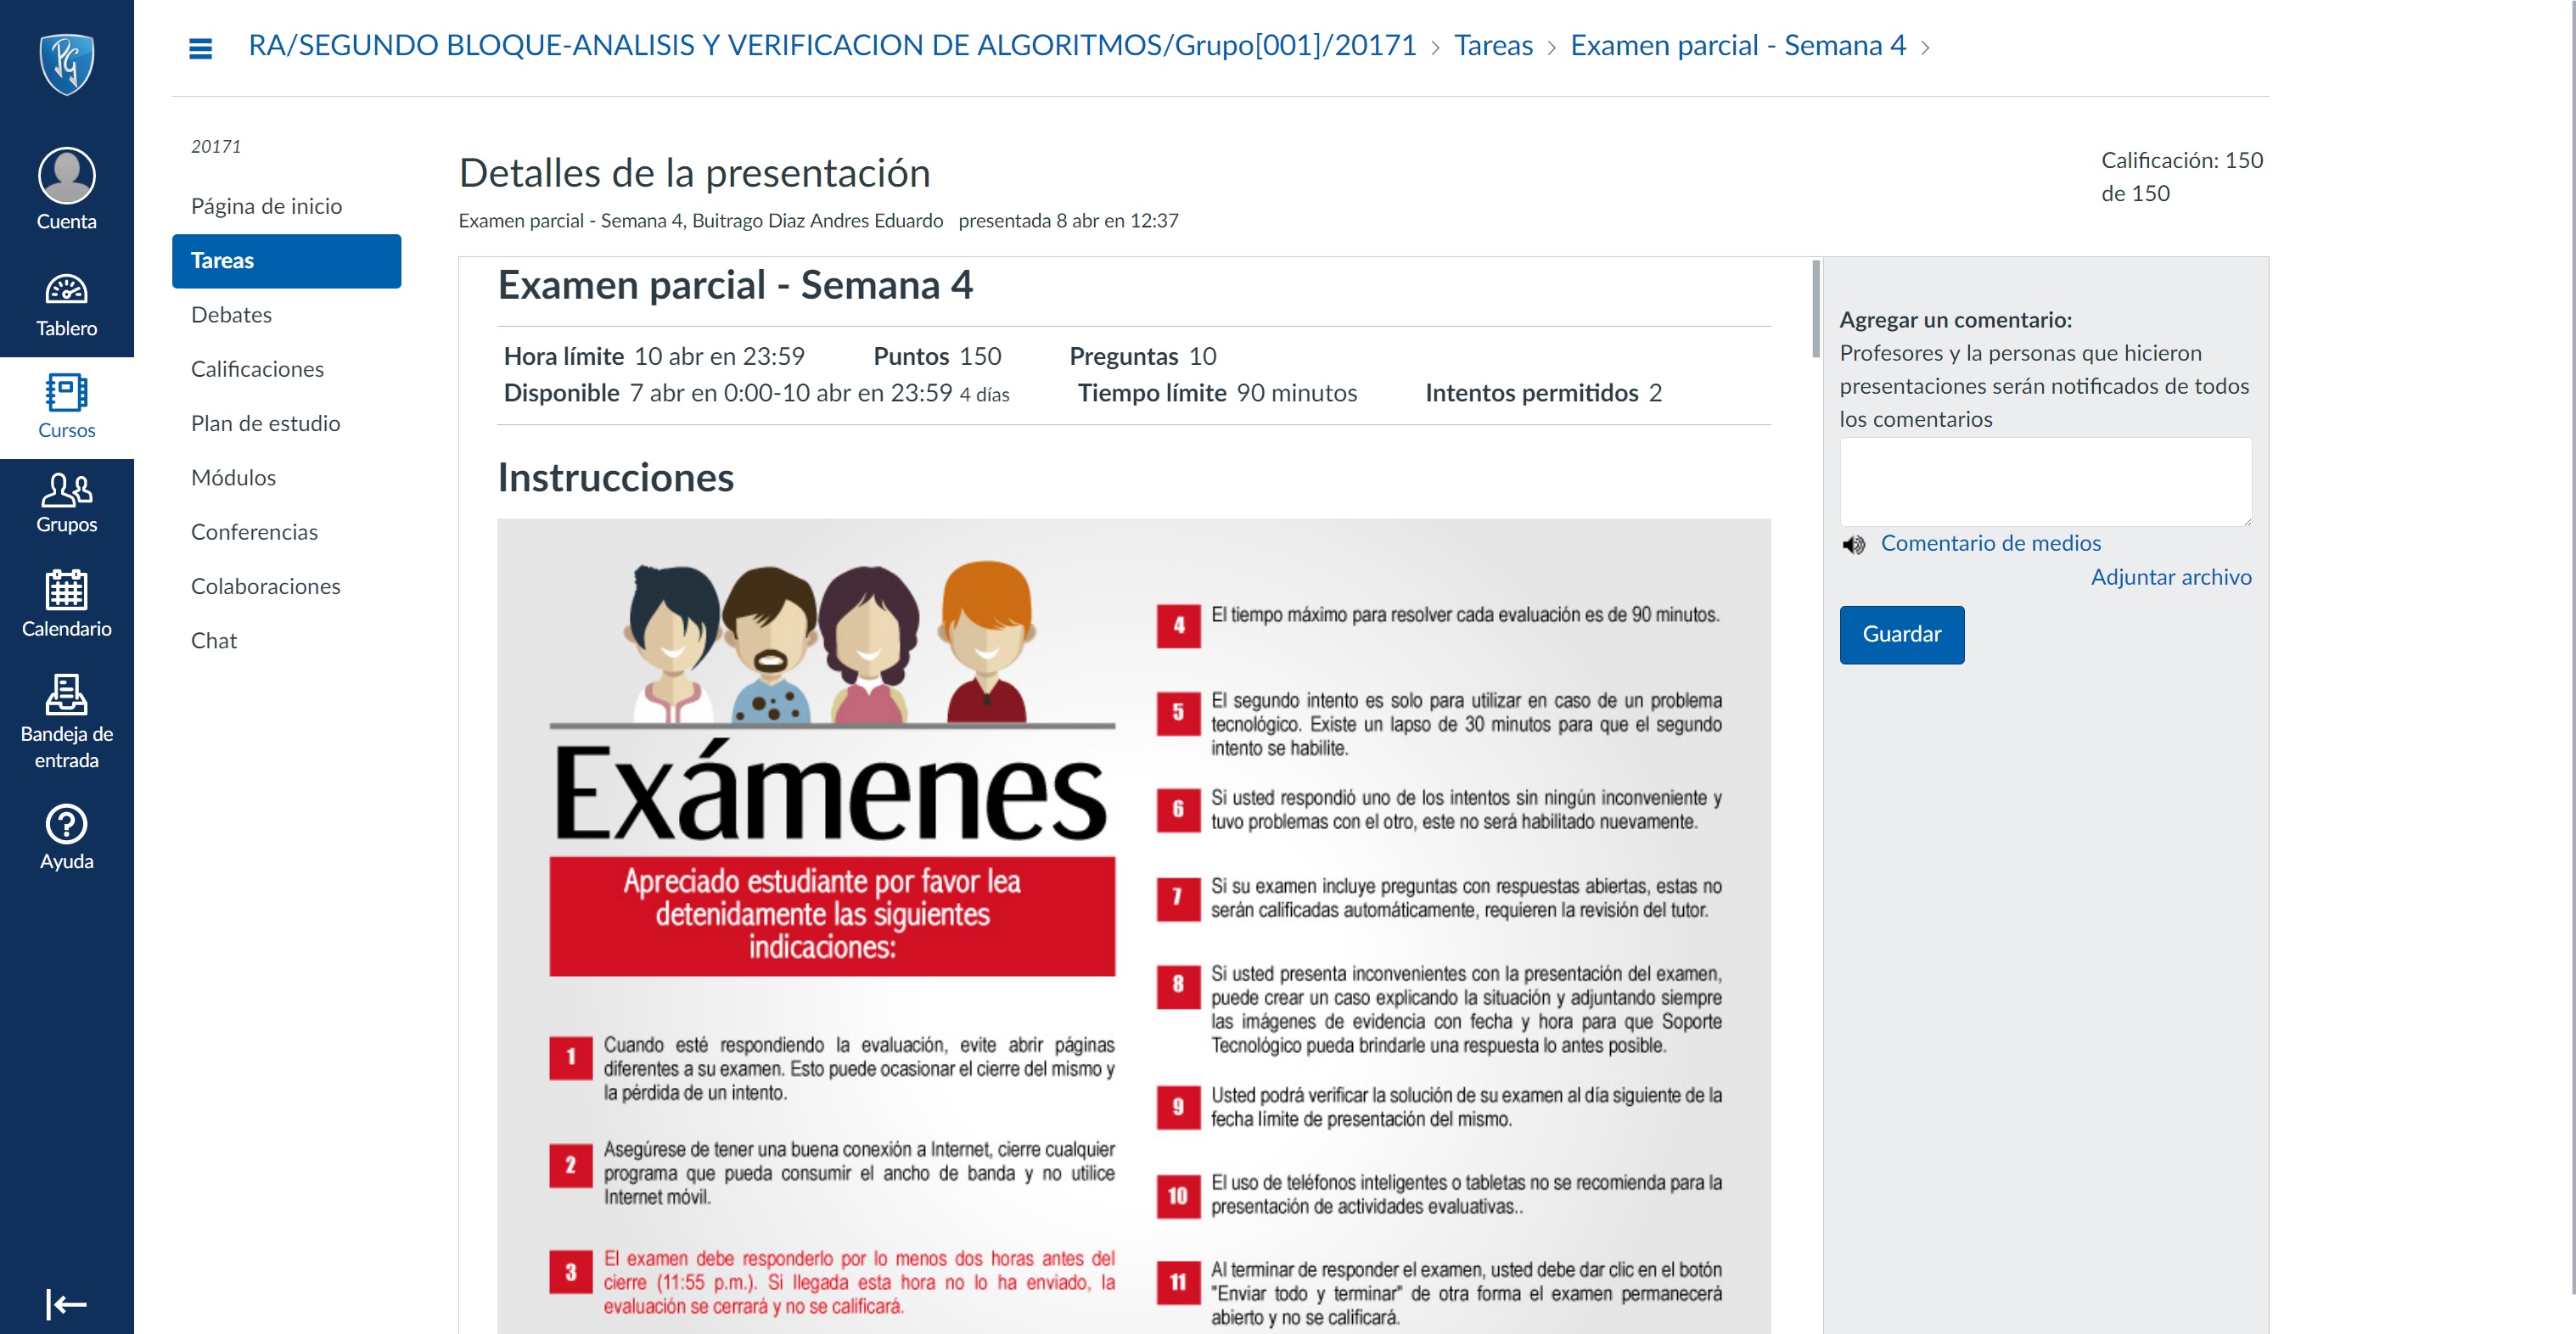 RA/SEGUNDO BLOQUE-ANALISIS Y VERIFICACION DE ALGORITMOS/Grupo[001]/20171 › Tareas › Examen parcial - Semana 4 ›
Cuenta
Tablero
Cursos
Grupos
Calendario
Bandeja de
entrada
Ayuda
20171
Página de inicio
Tareas
Debates
Calificaciones
Plan de estudio
Módulos
Conferencias
Colaboraciones
Chat
Detalles de la presentación
Examen parcial - Semana 4, Buitrago Diaz Andres Eduardo presentada 8 abr en 12:37
Calificación: 150
de 150
Examen parcial - Semana 4
Hora límite 10 abr en 23:59 Puntos 150 Preguntas 10
Disponible 7 abr en 0:00-10 abr en 23:59 4 días Tiempo límite 90 minutos Intentos permitidos 2
Instrucciones
Exámenes
Apreciado estudiante por favor lea
detenidamente las siguientes
indicaciones:
1 Cuando esté respondiendo la evaluación, evite abrir páginas
diferentes a su examen. Esto puede ocasionar el cierre del mismo y
la pérdida de un intento.
2 Asegúrese de tener una buena conexión a Internet, cierre cualquier
programa que pueda consumir el ancho de banda y no utilice
Internet móvil.
3 El examen debe responderlo por lo menos dos horas antes del
cierre (11:55 p.m.). Si llegada esta hora no lo ha enviado, la
evaluación se cerrará y no se calificará.
4 El tiempo máximo para resolver cada evaluación es de 90 minutos.
5 El segundo intento es solo para utilizar en caso de un problema
tecnológico. Existe un lapso de 30 minutos para que el segundo
intento se habilite.
6 Si usted respondió uno de los intentos sin ningún inconveniente y
tuvo problemas con el otro, este no será habilitado nuevamente.
7 Si su examen incluye preguntas con respuestas abiertas, estas no
serán calificadas automáticamente, requieren la revisión del tutor.
8 Si usted presenta inconvenientes con la presentación del examen,
puede crear un caso explicando la situación y adjuntando siempre
las imágenes de evidencia con fecha y hora para que Soporte
Tecnológico pueda brindarle una respuesta lo antes posible.
9 Usted podrá verificar la solución de su examen al día siguiente de la
fecha límite de presentación del mismo.
10 El uso de teléfonos inteligentes o tabletas no se recomienda para la
presentación de actividades evaluativas..
11 Al terminar de responder el examen, usted debe dar clic en el botón
"Enviar todo y terminar" de otra forma el examen permanecerá
abierto y no se calificará.
Agregar un comentario:
Profesores y la personas que hicieron
presentaciones serán notificados de todos
los comentarios
Comentario de medios
Adjuntar archivo
Guardar